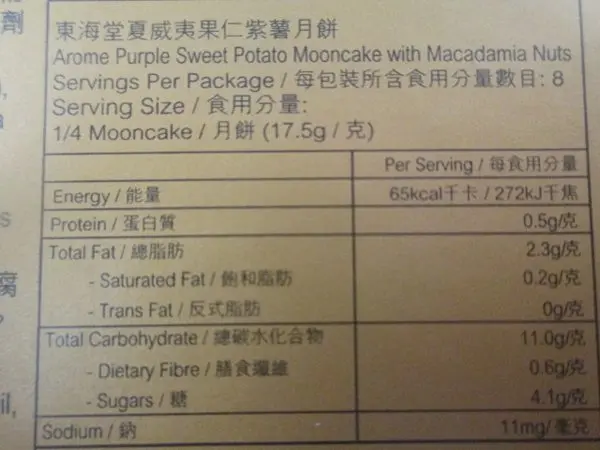 劑
東海堂夏威夷果仁紫薯月餅
Arome Purple Sweet Potato Mooncake with Macadamia Nuts
Servings Per Package / 每包裝所含食用分量數目: 8
Serving Size / 食用分量:
1/4 Mooncake / 月餅 (17.5g / 克)
Per Serving / 每食用分量
Energy / 能量 65kcal千卡 / 272kJ千焦
Protein / 蛋白質 0.5g/克
Total Fat / 總脂肪 2.3g/克
- Saturated Fat / 飽和脂肪 0.2g/克
- Trans Fat / 反式脂肪 0g/克
Total Carbohydrate / 總碳水化合物 11.0g/克
- Dietary Fibre / 膳食纖維 0.6g/克
- Sugars / 糖 4.1g/克
Sodium / 鈉 11mg/毫克
腐
il,